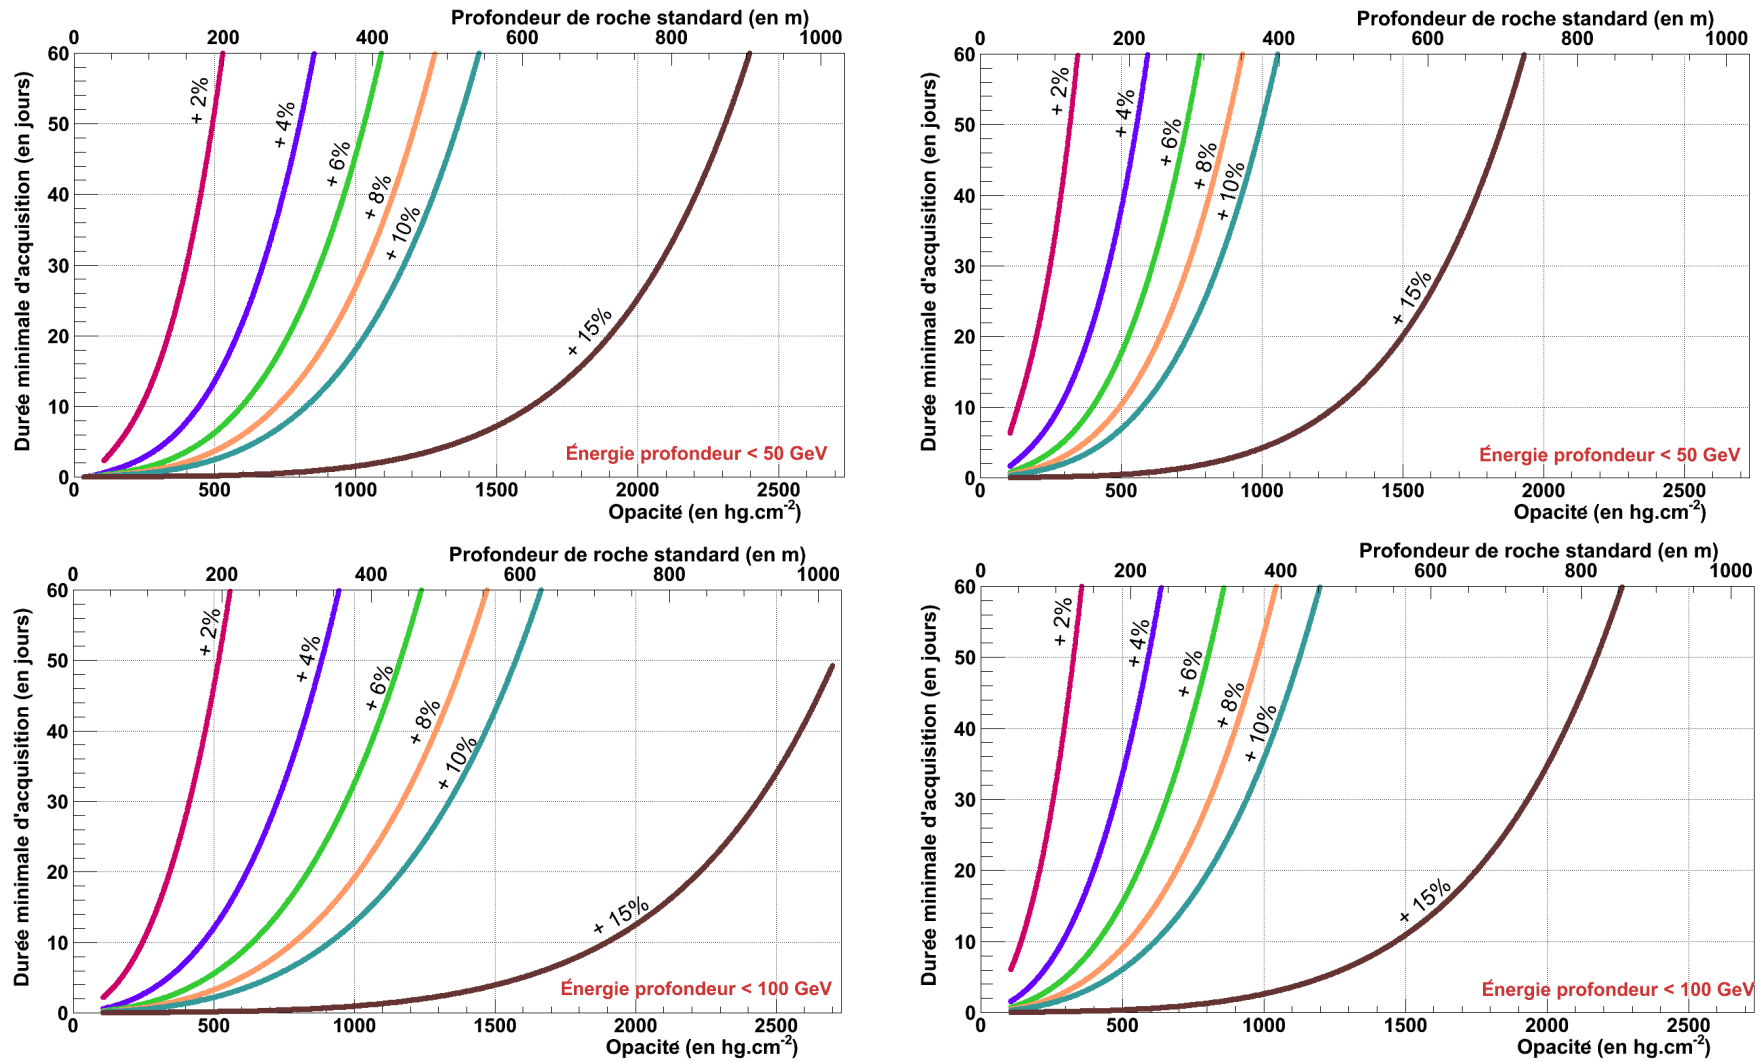 Profondeur de roche standard (en m)
0 200 400 600 800 1000
60
50
40
30
20
10
0
Durée minimale d'acquisition (en jours)
+ 2%
+ 4%
+ 6%
+ 8%
+ 10%
+ 15%
Énergie profondeur < 50 GeV
0 500 1000 1500 2000 2500
Opacité (en hg.cm-2)
Profondeur de roche standard (en m)
0 200 400 600 800 1000
60
50
40
30
20
10
0
Durée minimale d'acquisition (en jours)
+ 2%
+ 4%
+ 6%
+ 8%
+ 10%
+ 15%
Énergie profondeur < 50 GeV
0 500 1000 1500 2000 2500
Opacité (en hg.cm-2)
Profondeur de roche standard (en m)
0 200 400 600 800 1000
60
50
40
30
20
10
0
Durée minimale d'acquisition (en jours)
+ 2%
+ 4%
+ 6%
+ 8%
+ 10%
+ 15%
Énergie profondeur < 100 GeV
0 500 1000 1500 2000 2500
Opacité (en hg.cm-2)
Profondeur de roche standard (en m)
0 200 400 600 800 1000
60
50
40
30
20
10
0
Durée minimale d'acquisition (en jours)
+ 2%
+ 4%
+ 6%
+ 8%
+ 10%
+ 15%
Énergie profondeur < 100 GeV
0 500 1000 1500 2000 2500
Opacité (en hg.cm-2)